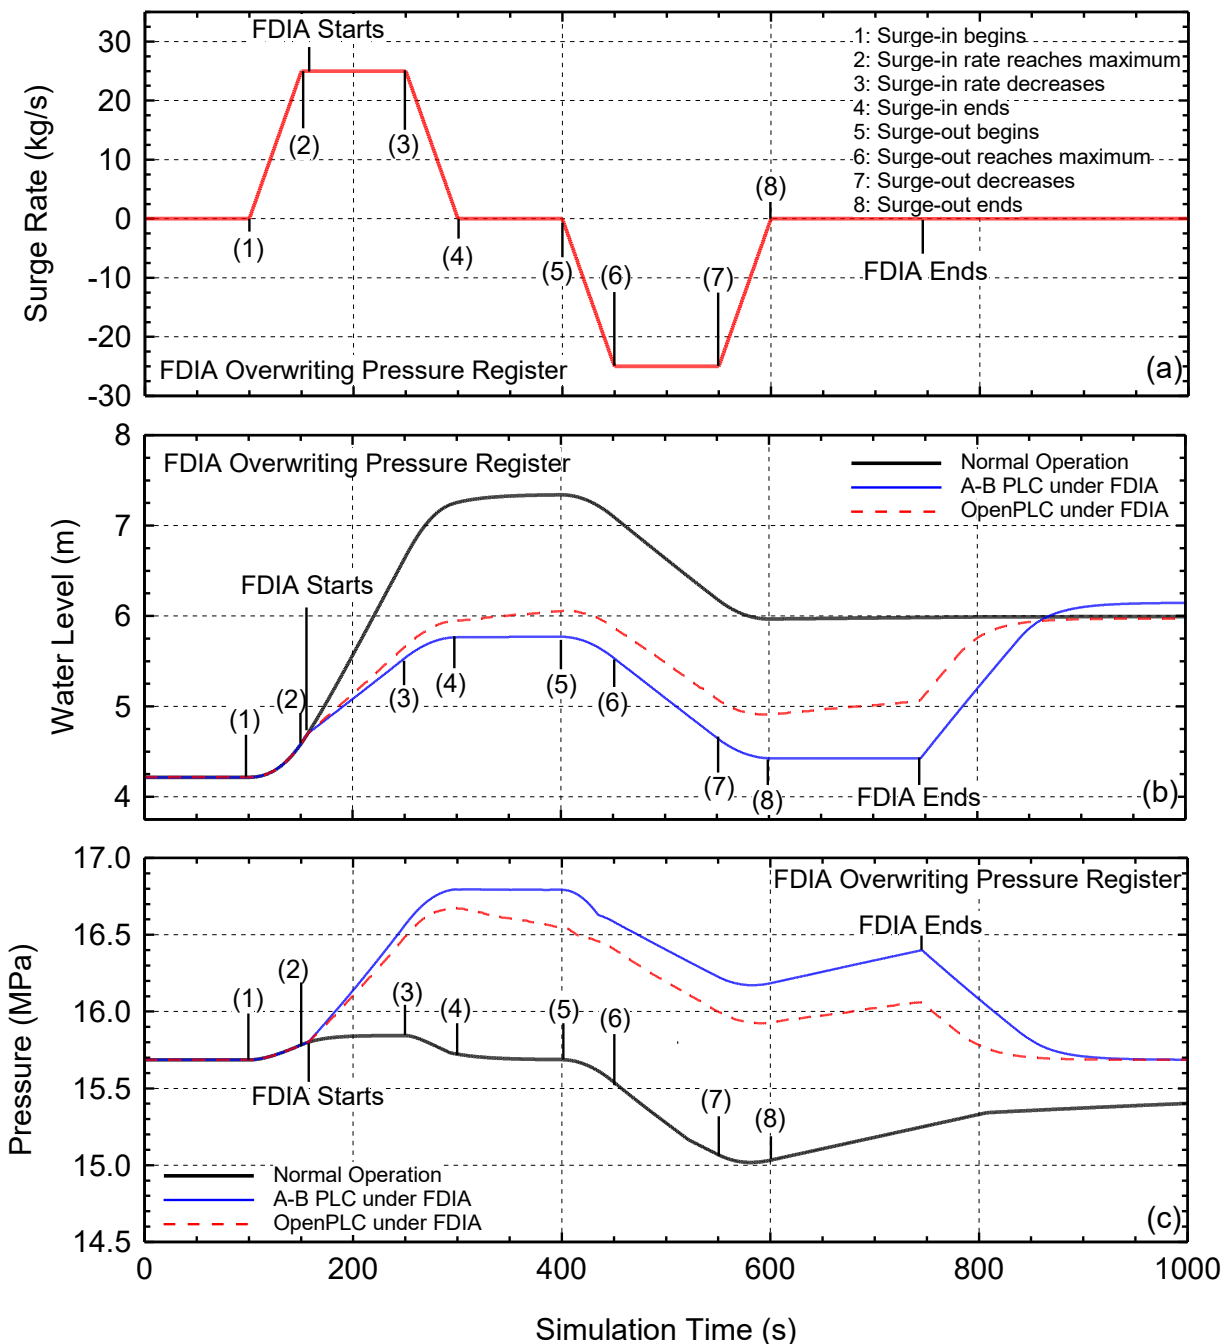 FDIA Starts
1: Surge-in begins
2: Surge-in rate reaches maximum
3: Surge-in rate decreases
4: Surge-in ends
5: Surge-out begins
6: Surge-out reaches maximum
7: Surge-out decreases
8: Surge-out ends
30
20
10
0
-10
-20
-30
Surge Rate (kg/s)
(1)
(2)
(3)
(4)
(5)
(6)
(7)
(8)
FDIA Ends
FDIA Overwriting Pressure Register
(a)
8
7
6
5
4
Water Level (m)
FDIA Overwriting Pressure Register
Normal Operation
A-B PLC under FDIA
OpenPLC under FDIA
FDIA Starts
(1)
(2)
(3)
(4)
(5)
(6)
(7)
(8)
FDIA Ends
(b)
17.0
16.5
16.0
15.5
15.0
14.5
Pressure (MPa)
FDIA Overwriting Pressure Register
FDIA Ends
(1)
(2)
(3)
(4)
(5)
(6)
(7)
(8)
FDIA Starts
Normal Operation
A-B PLC under FDIA
OpenPLC under FDIA
(c)
0
200
400
600
800
1000
Simulation Time (s)